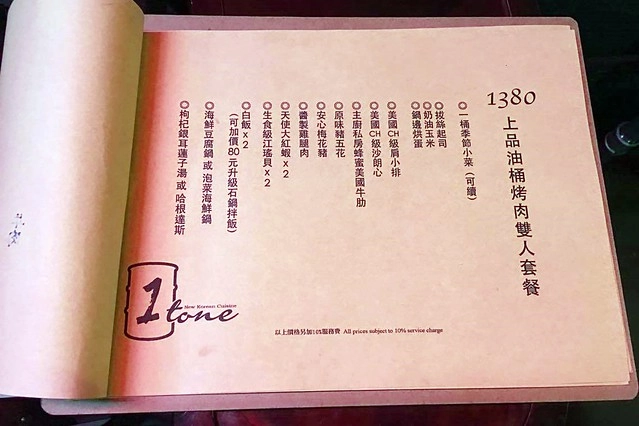 1380
上品油桶烤肉雙人套餐
◎一桶季節小菜（可續）
◎拔絲起司
◎奶油玉米
◎鍋邊烘蛋
◎美國CH級肩小排
◎美國CH級沙朗心
◎主廚私房蜂蜜美國牛肋
◎原味豬五花
◎安心梅花豬
◎醬製雞腿肉
◎天使大紅蝦x2
◎生食級江瑤貝x2
◎白飯x2
（可加價80元升級石鍋拌飯）
◎海鮮豆腐鍋 或 泡菜海鮮鍋
◎枸杞銀耳蓮子湯 或 哈根達斯
1tone
New Korean Cuisine
以上價格另加10%服務費 All prices subject to 10% service charge